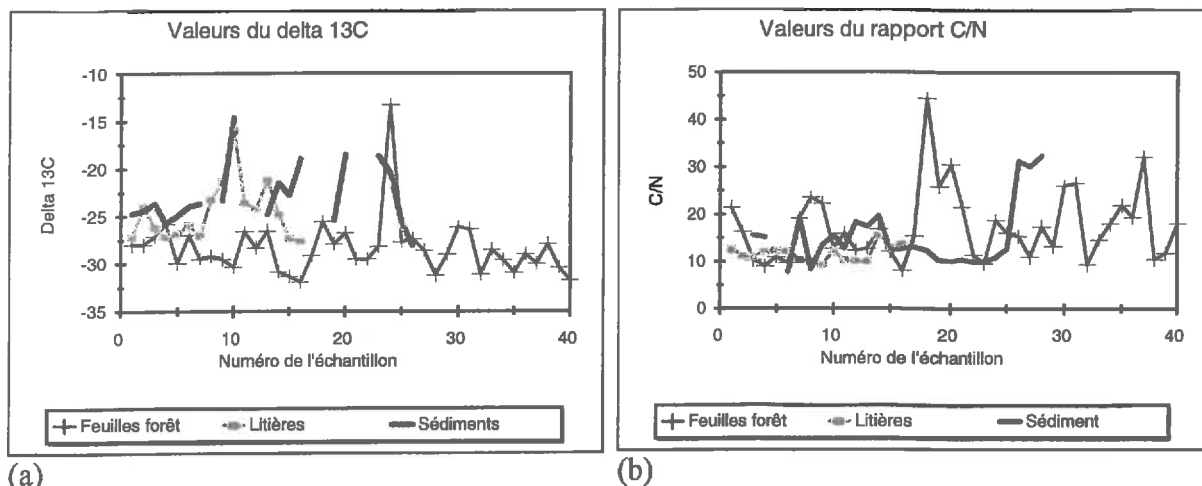 Valeurs du delta 13C
-10
-15
-20
-25
-30
-35
Delta 13C
0 10 20 30 40
Numéro de l'échantillon
Feuilles forêt Litières Sédiments
(a)
Valeurs du rapport C/N
50
40
30
20
10
0
C/N
0 10 20 30 40
Numéro de l'échantillon
Feuilles forêt Litières Sédiment
(b)